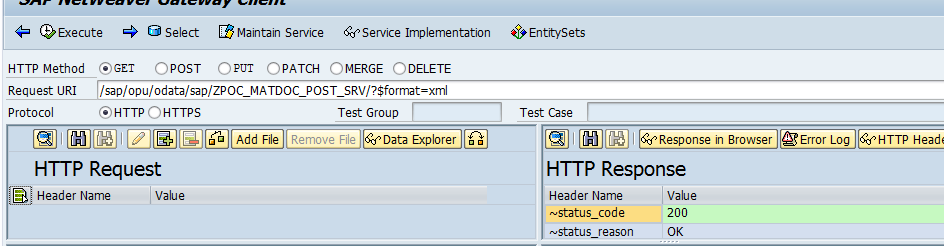 SAP NetWeaver Gateway Client
Execute Select Maintain Service Service Implementation EntitySets
HTTP Method GET POST PUT PATCH MERGE DELETE
Request URI /sap/opu/odata/sap/ZPOC_MATDOC_POST_SRV/?$format=xml
Protocol HTTP HTTPS Test Group Test Case
Add File Remove File Data Explorer Response in Browser Error Log HTTP Heade
HTTP Request HTTP Response
Header Name Value Header Name Value
~status_code 200
~status_reason OK